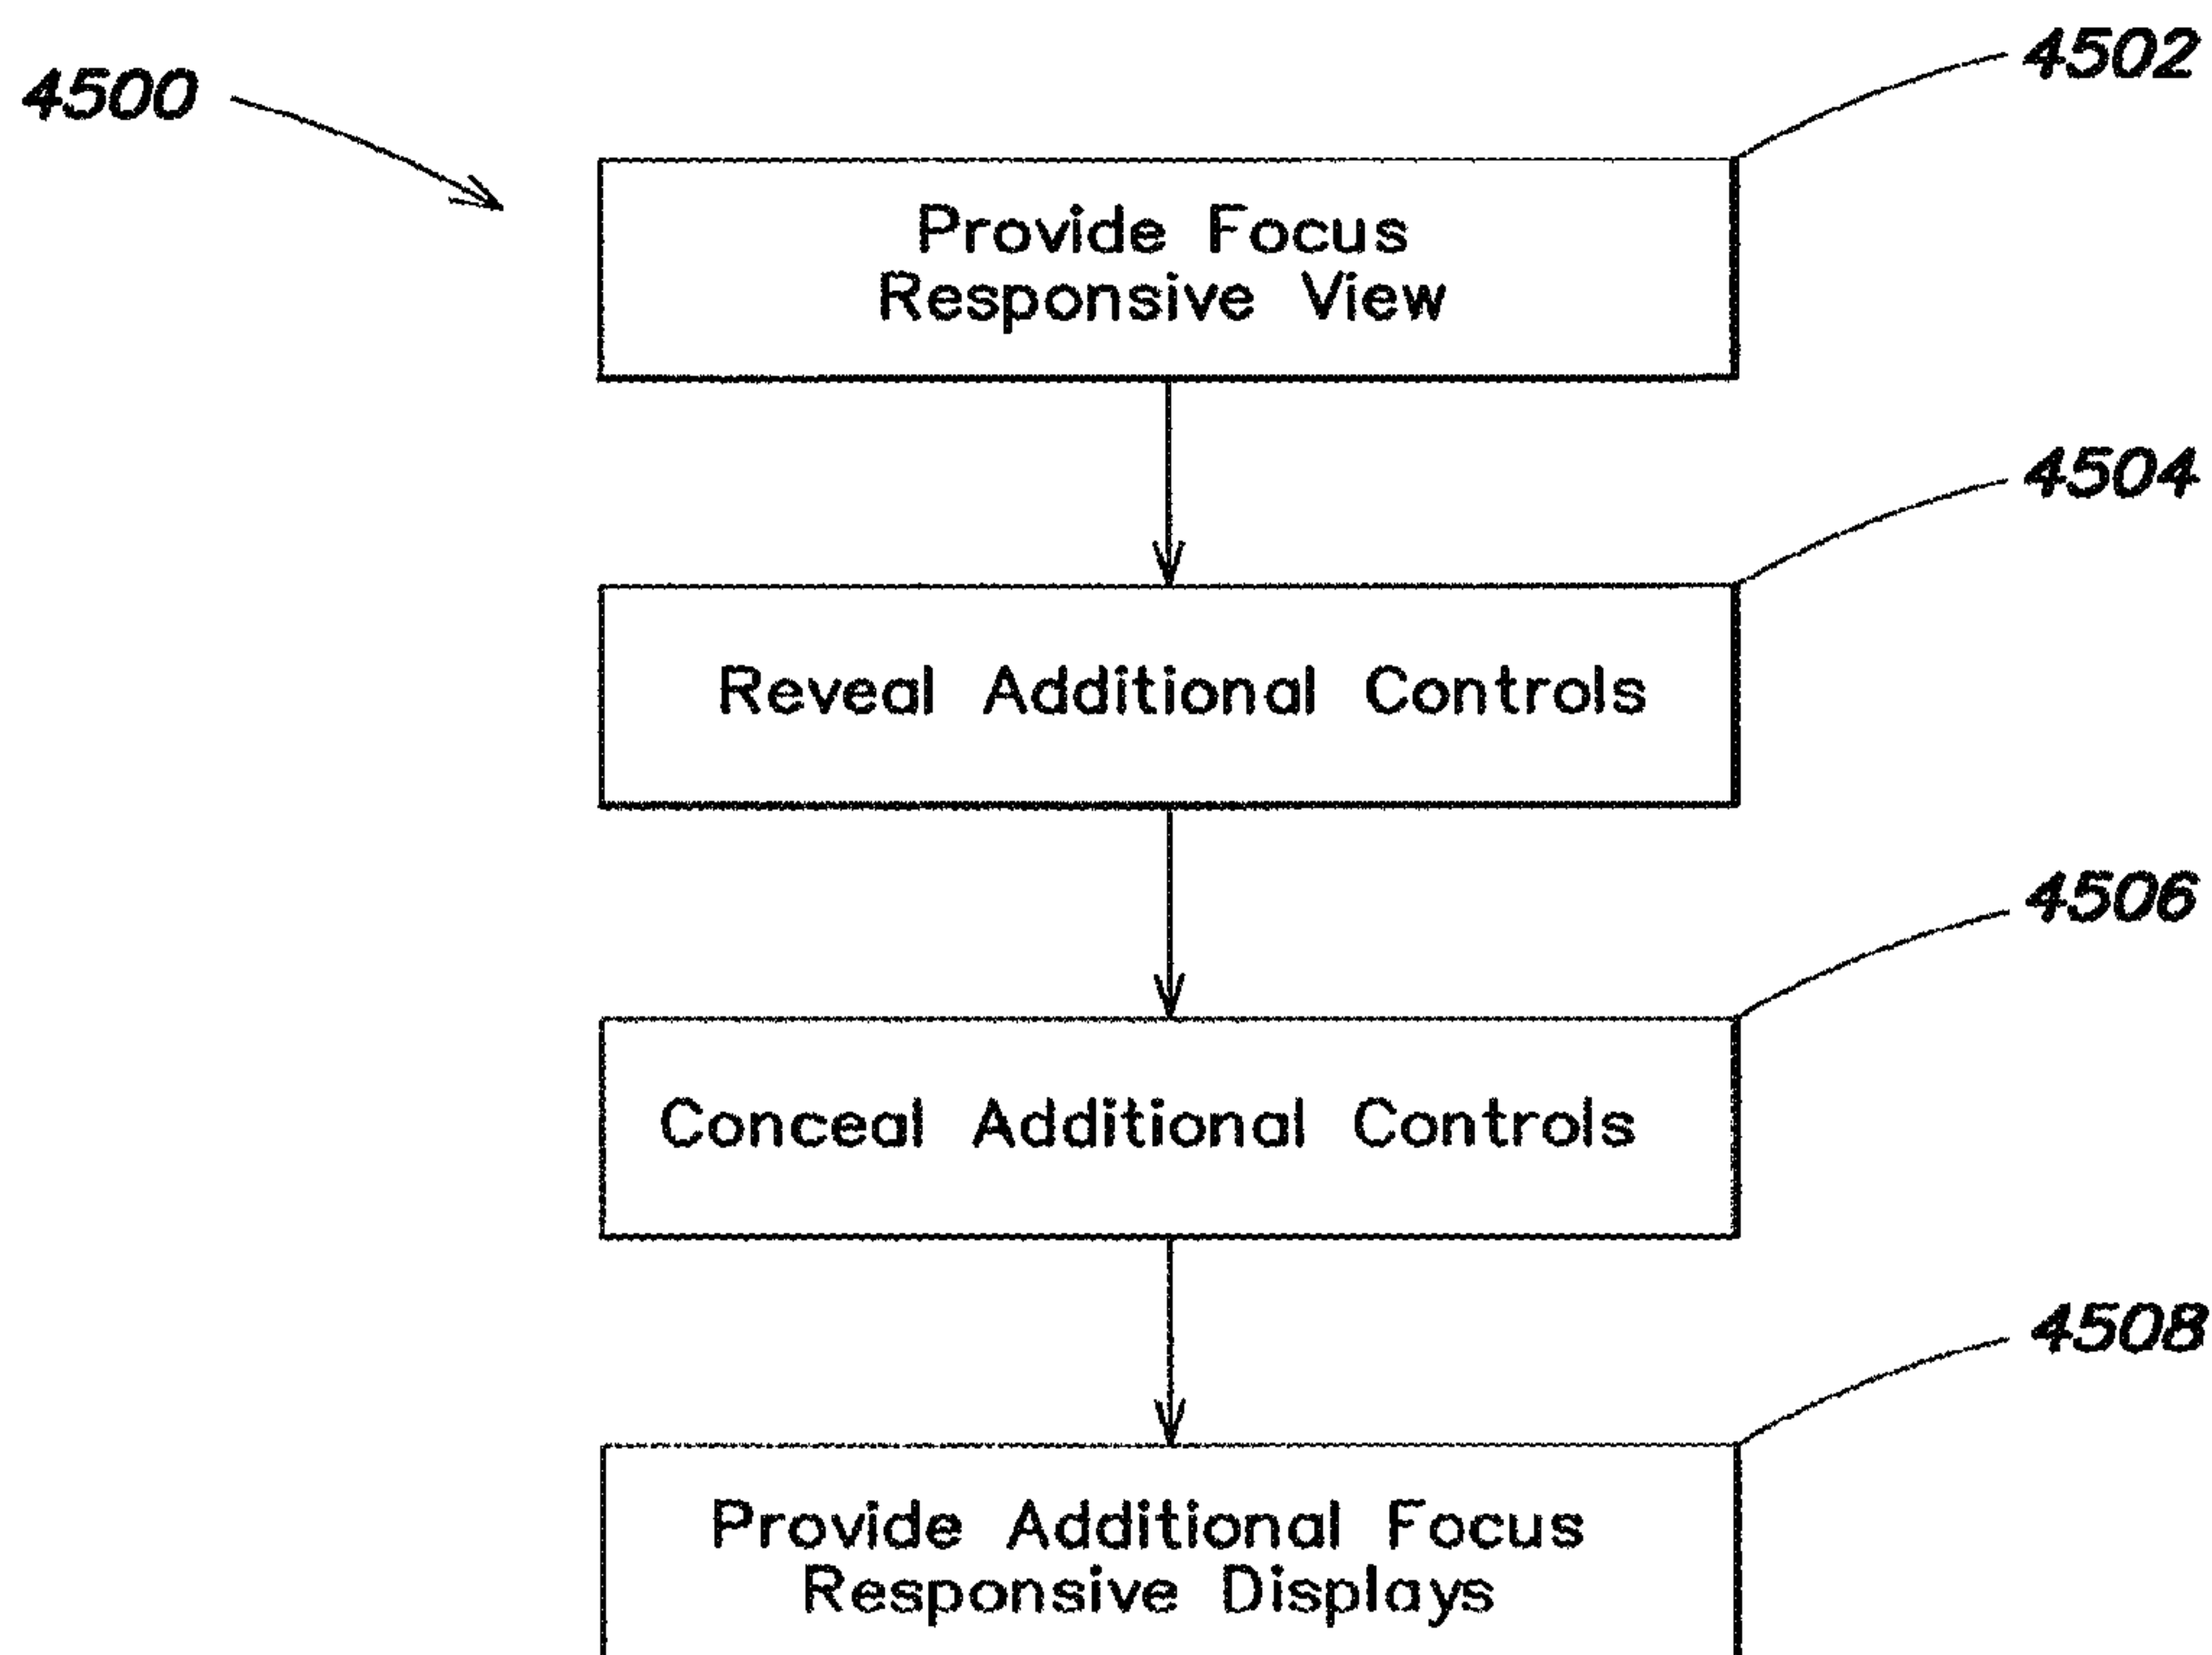 4500
4502
Provide Focus
Responsive View
4504
Reveal Additional Controls
4506
Conceal Additional Controls
4508
Provide Additional Focus
Responsive Displays